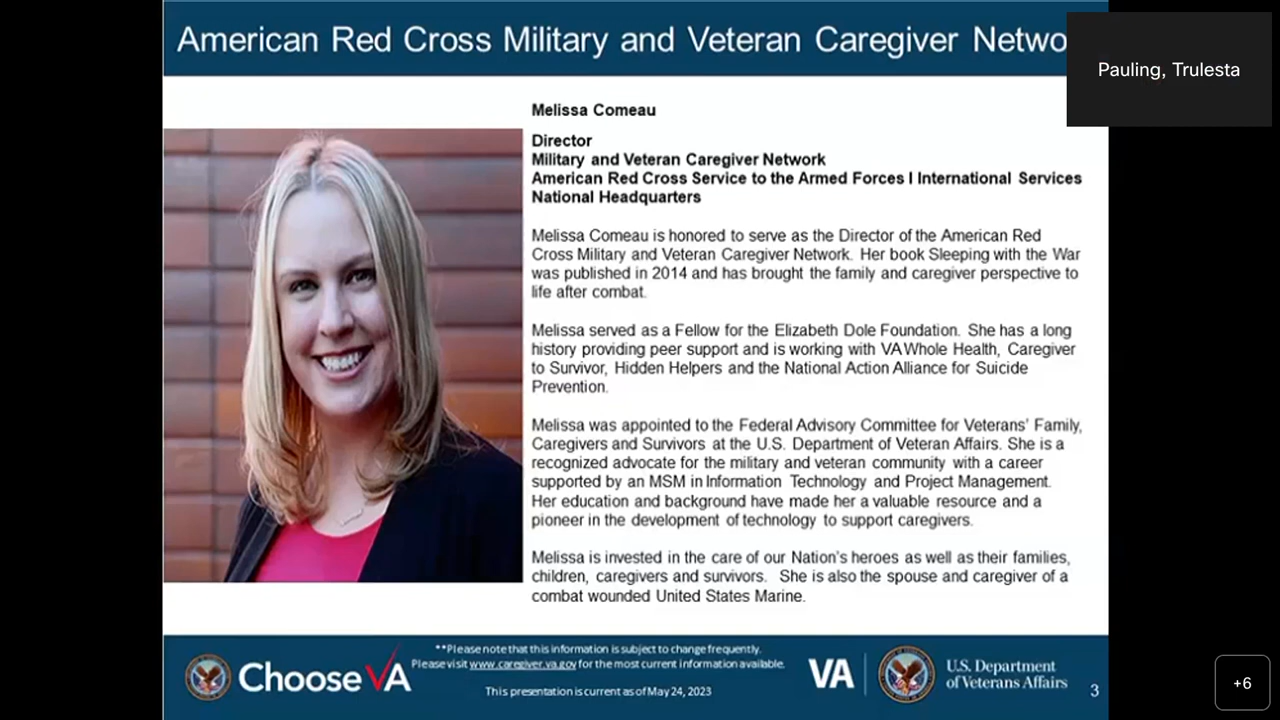 American Red Cross Military and Veteran Caregiver Netwo
Pauling, Trulesta
Melissa Comeau
Director
Military and Veteran Caregiver Network
American Red Cross Service to the Armed Forces I International Services
National Headquarters
Melissa Comeau is honored to serve as the Director of the American Red
Cross Military and Veteran Caregiver Network. Her book Sleeping with the War
was published in 2014 and has brought the family and caregiver perspective to
life after combat.
Melissa served as a Fellow for the Elizabeth Dole Foundation. She has a long
history providing peer support and is working with VA Whole Health, Caregiver
to Survivor, Hidden Helpers and the National Action Alliance for Suicide
Prevention.
Melissa was appointed to the Federal Advisory Committee for Veterans' Family,
Caregivers and Survivors at the U.S. Department of Veteran Affairs. She is a
recognized advocate for the military and veteran community with a career
supported by an MSM in Information Technology and Project Management.
Her education and background have made her a valuable resource and a
pioneer in the development of technology to support caregivers.
Melissa is invested in the care of our Nation's heroes as well as their families,
children, caregivers and survivors. She is also the spouse and caregiver of a
combat wounded United States Marine.
**Please note that this information is subject to change frequently.
Please visit www.caregiver.va.gov for the most current information available.
This presentation is current as of May 24, 2023
Choose VA
VA
U.S. Department
of Veterans Affairs
3
+6